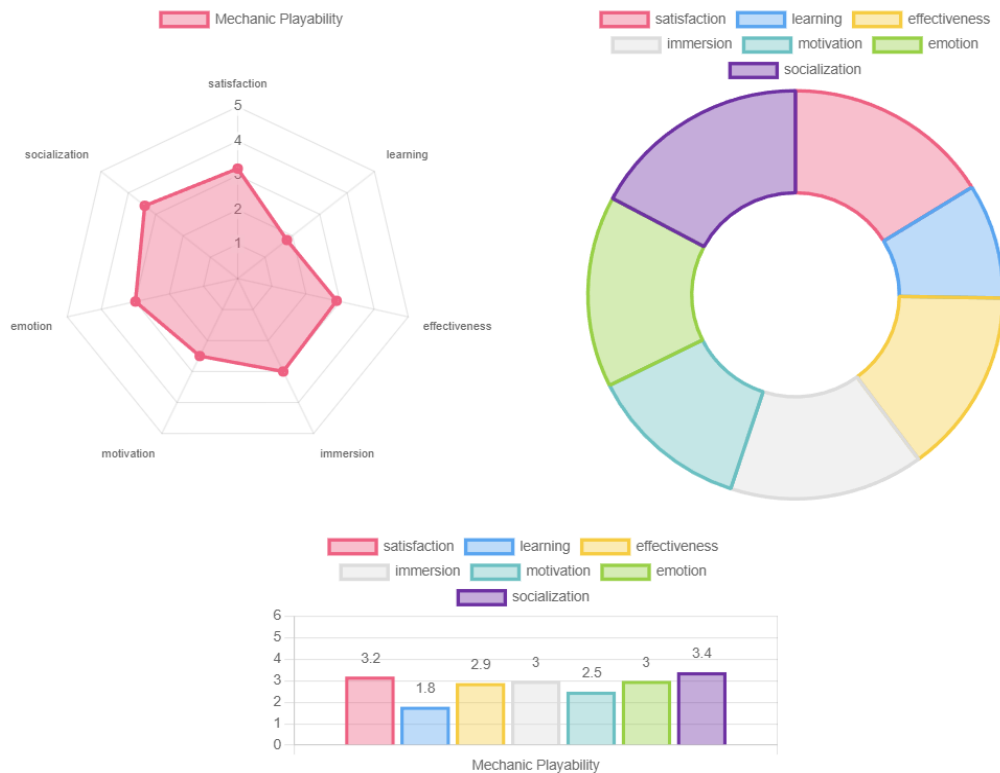 Mechanic Playability
satisfaction
5
4
3
2
1
socialization
learning
emotion
effectiveness
motivation
immersion
satisfaction learning effectiveness
immersion motivation emotion
socialization
satisfaction learning effectiveness
immersion motivation emotion
socialization
6
5
4
3
2
1
0
3.2 1.8 2.9 3 2.5 3 3.4
Mechanic Playability